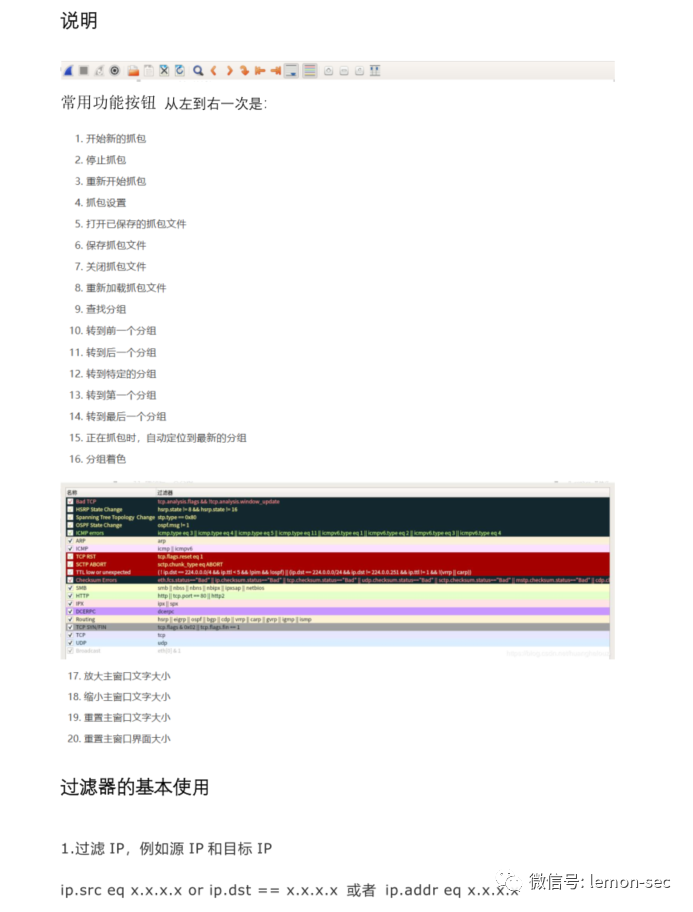 说明
常用功能按钮 从左到右一次是:
1. 开始新的抓包
2. 停止抓包
3. 重新开始抓包
4. 抓包设置
5. 打开已保存的抓包文件
6. 保存抓包文件
7. 关闭抓包文件
8. 重新加载抓包文件
9. 查找分组
10. 转到前一个分组
11. 转到后一个分组
12. 转到特定的分组
13. 转到第一个分组
14. 转到最后一个分组
15. 正在抓包时，自动定位到最新的分组
16. 分组着色
名称 过滤器
Bad TCP tcp.analysis.flags && !tcp.analysis.window_update
HSRP State Change hsrp.state != 8 && hsrp.state != 16
Spanning Tree Topology Change stp.type == 0x80
OSPF State Change ospf.msg != 1
ICMP errors icmp.type eq 3 || icmp.type eq 4 || icmp.type eq 5 || icmp.type eq 11 || icmpv6.type eq 1 || icmpv6.type eq 2 || icmpv6.type eq 3 || icmpv6.type eq 4
ARP arp
ICMP icmp || icmpv6
TCP RST tcp.flags.reset eq 1
SCTP ABORT sctp.chunk_type eq ABORT
TTL low or unexpected ( ! ip.dst == 224.0.0.0/4 && ip.ttl < 5 && !pim && !ospf) || (ip.dst == 224.0.0.0/24 && ip.dst != 224.0.0.251 && ip.ttl != 1 && !(vrrp || carp))
Checksum Errors eth.fcs.status=="Bad" || ip.checksum.status=="Bad" || tcp.checksum.status=="Bad" || udp.checksum.status=="Bad" || sctp.checksum.status=="Bad" || mstp.checksum.status=="Bad" ||
SMB smb || nbss || nbns || nbipx || ipxsap || netbios
HTTP http || tcp.port == 80 || http2
IPX ipx || spx
DCERPC dcerpc
Routing hsrp || eigrp || ospf || bgp || cdp || vrrp || carp || gvrp || igmp || ismp
TCP SYN/FIN tcp.flags & 0x02 || tcp.flags.fin == 1
TCP tcp
UDP udp
Broadcast eth[0] & 1
17. 放大主窗口文字大小
18. 缩小主窗口文字大小
19. 重置主窗口文字大小
20. 重置主窗口界面大小
过滤器的基本使用
1.过滤 IP，例如源 IP 和目标 IP
ip.src eq x.x.x.x or ip.dst == x.x.x.x 或者 ip.addr eq x.x.x.x
微信号: lemon-sec